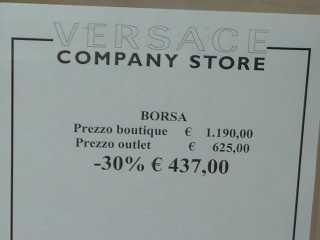 VERSACE
COMPANY STORE
BORSA
Prezzo boutique € 1.190,00
Prezzo outlet € 625,00
-30% € 437,00